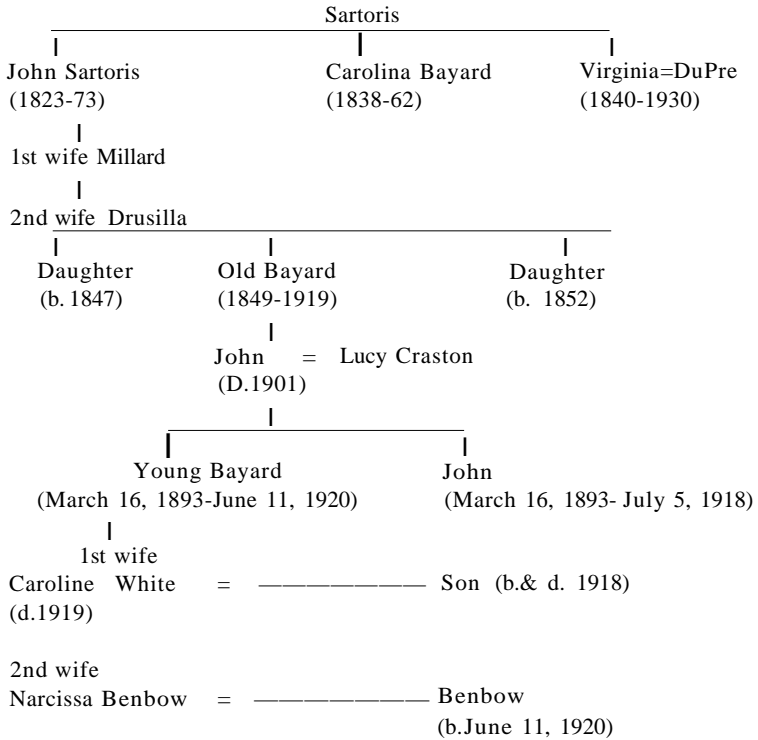 Sartoris
John Sartoris Carolina Bayard Virginia=DuPre
(1823-73) (1838-62) (1840-1930)
1st wife Millard
2nd wife Drusilla
Daughter Old Bayard Daughter
(b. 1847) (1849-1919) (b. 1852)
John = Lucy Craston
(D.1901)
Young Bayard John
(March 16, 1893-June 11, 1920) (March 16, 1893- July 5, 1918)
1st wife
Caroline White = ——————— Son (b.& d. 1918)
(d.1919)
2nd wife
Narcissa Benbow = ——————— Benbow
(b.June 11, 1920)